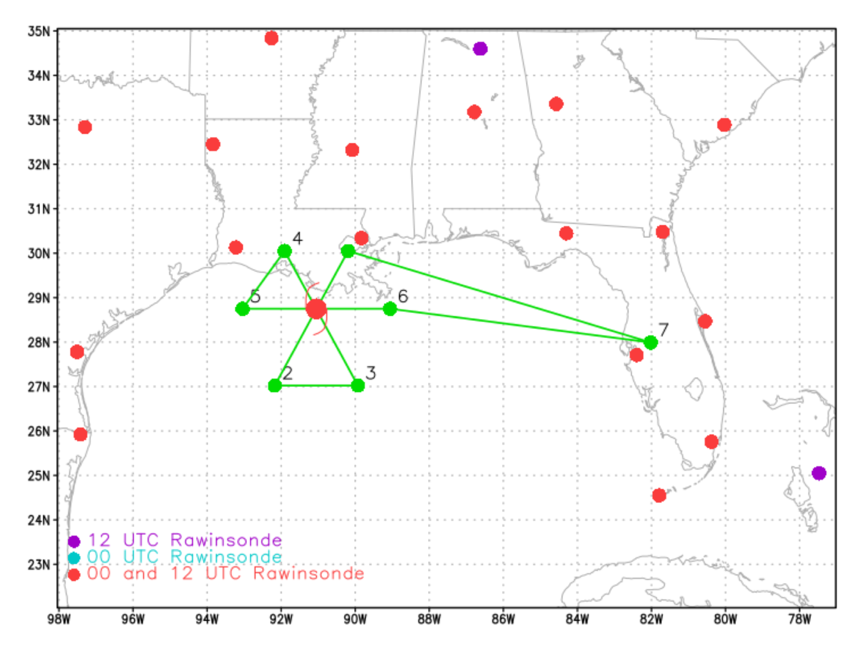 35N
34N
33N
32N
31N
30N
29N
28N
27N
26N
25N
24N
23N
4
5
6
7
2
3
12 UTC Rawinsonde
00 UTC Rawinsonde
00 and 12 UTC Rawinsonde
98W 96W 94W 92W 90W 88W 86W 84W 82W 80W 78W